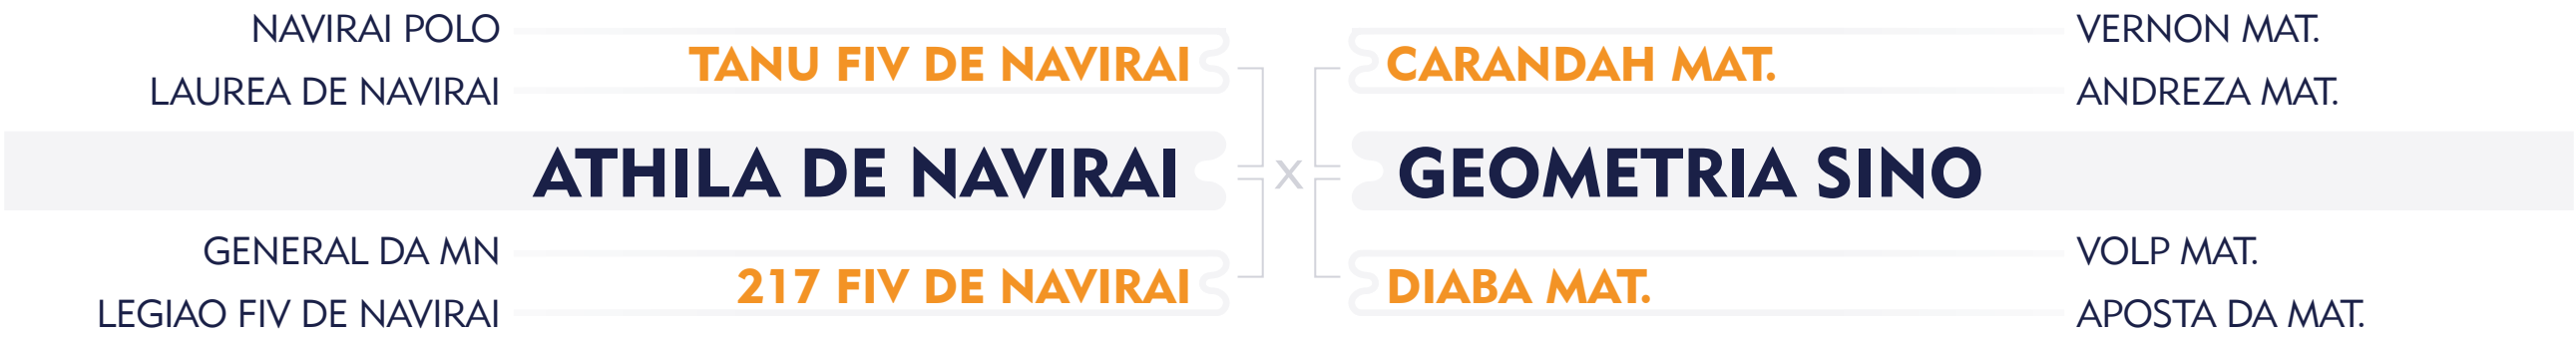 NAVIRAI POLO
LAUREA DE NAVIRAI
TANU FIV DE NAVIRAI
CARANDAH MAT.
VERNON MAT.
ANDREZA MAT.
ATHILA DE NAVIRAI x GEOMETRIA SINO
GENERAL DA MN
LEGIAO FIV DE NAVIRAI
217 FIV DE NAVIRAI
DIABA MAT.
VOLP MAT.
APOSTA DA MAT.